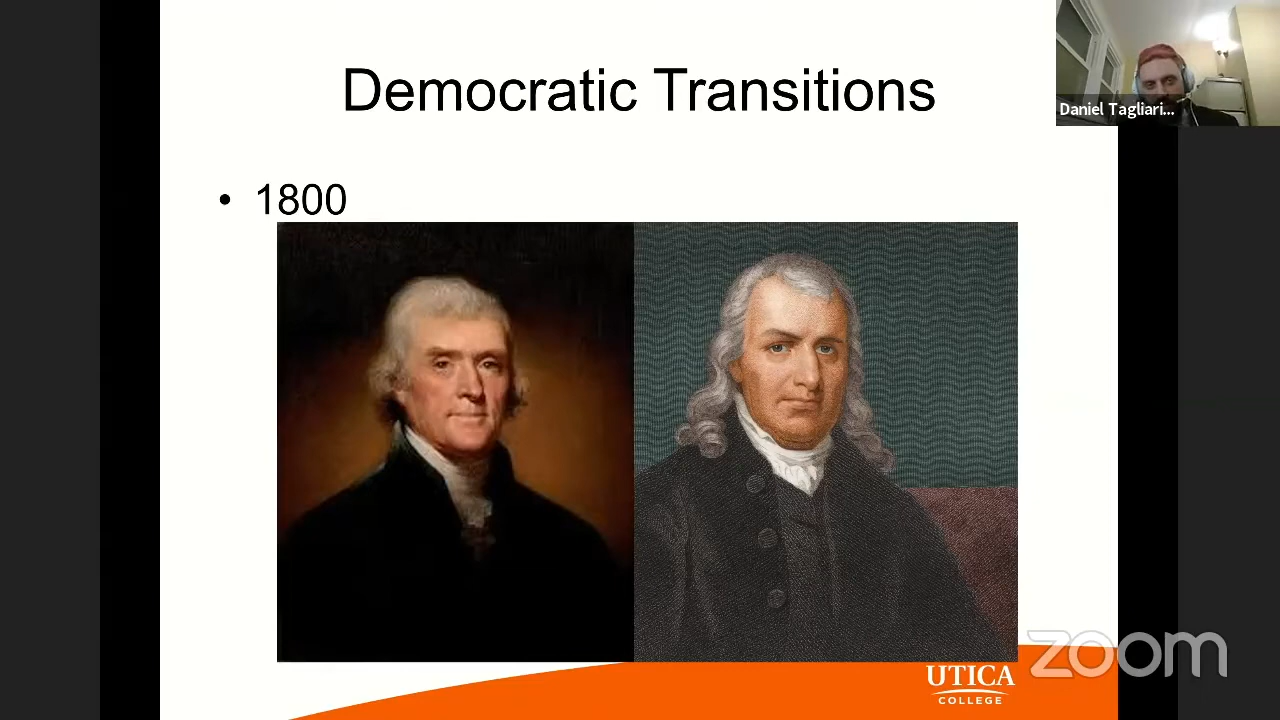 Democratic Transitions
Daniel Tagliari...
• 1800
zoom
UTICA
COLLEGE